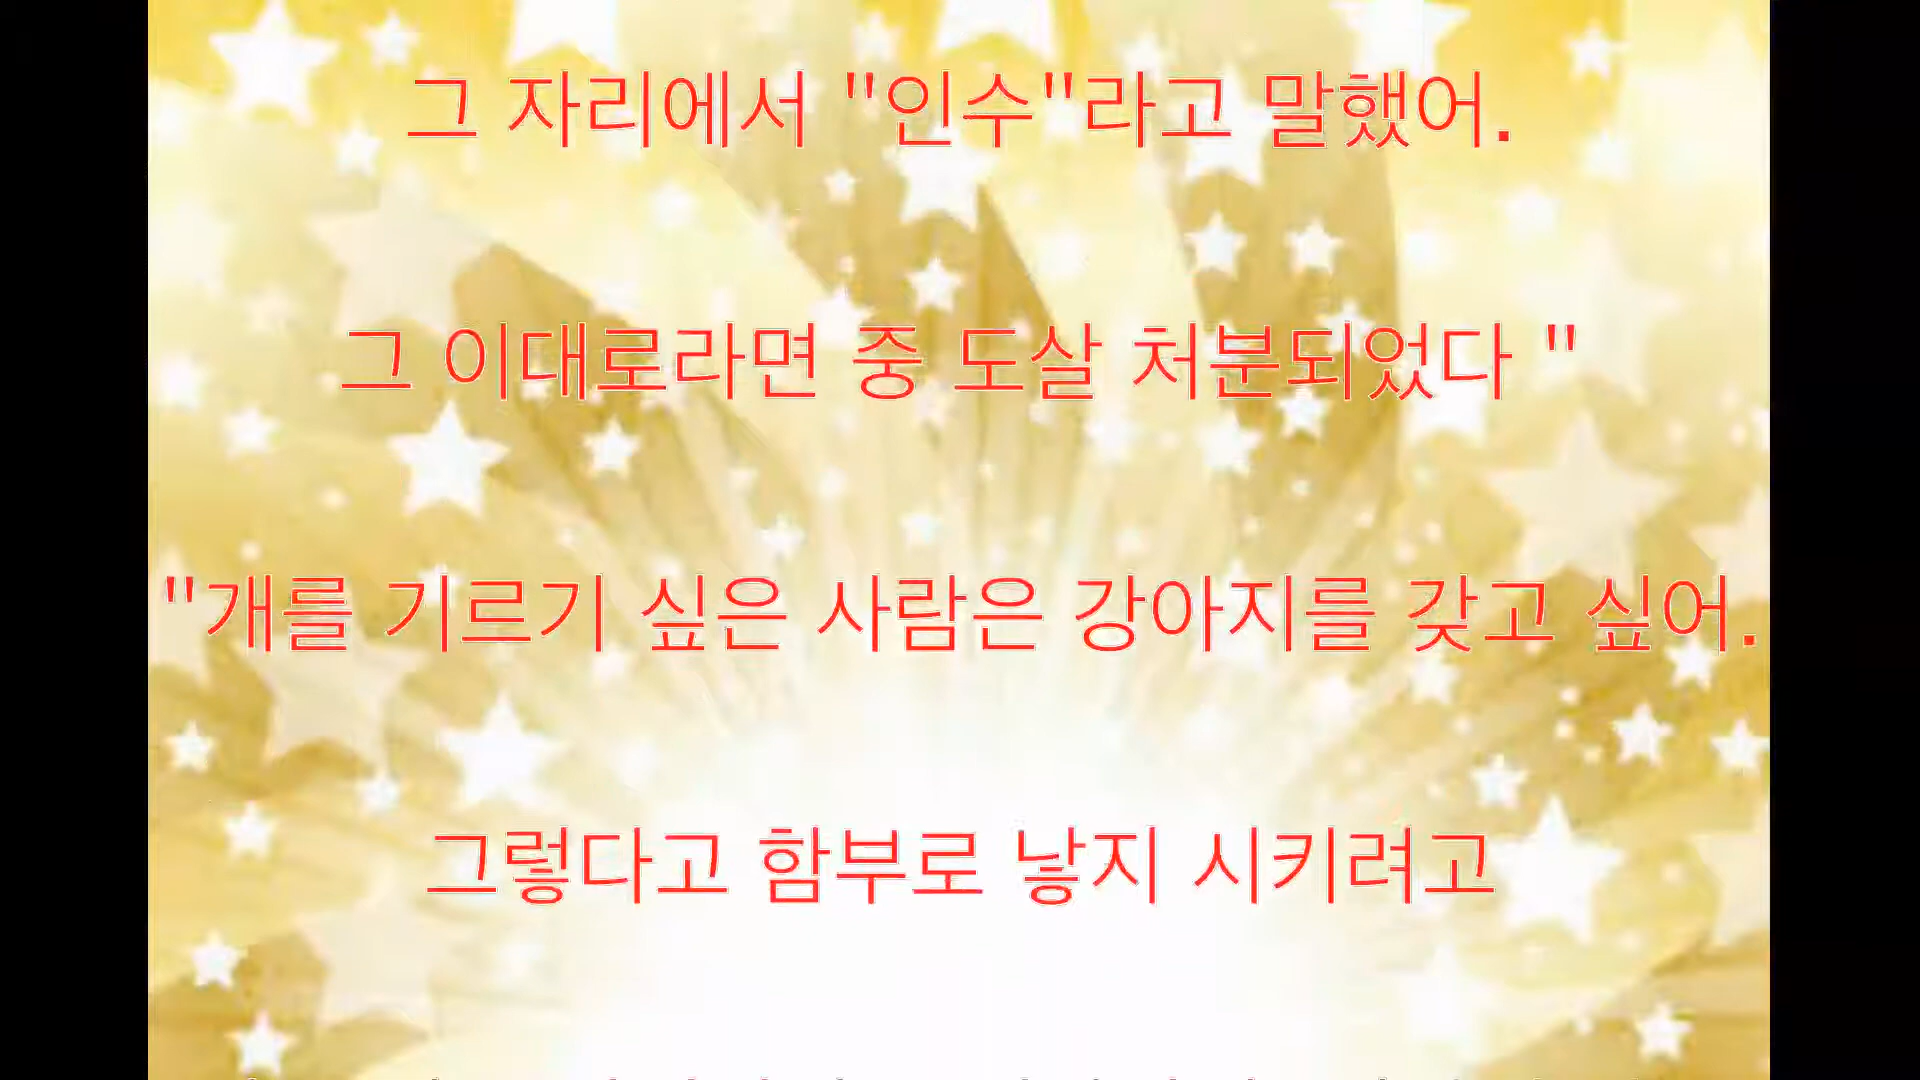 그 자리에서 "인수"라고 말했어.
그 이대로라면 중 도살 처분되었다 "
"개를 기르기 싶은 사람은 강아지를 갖고 싶어.
그렇다고 함부로 낳지 시키려고